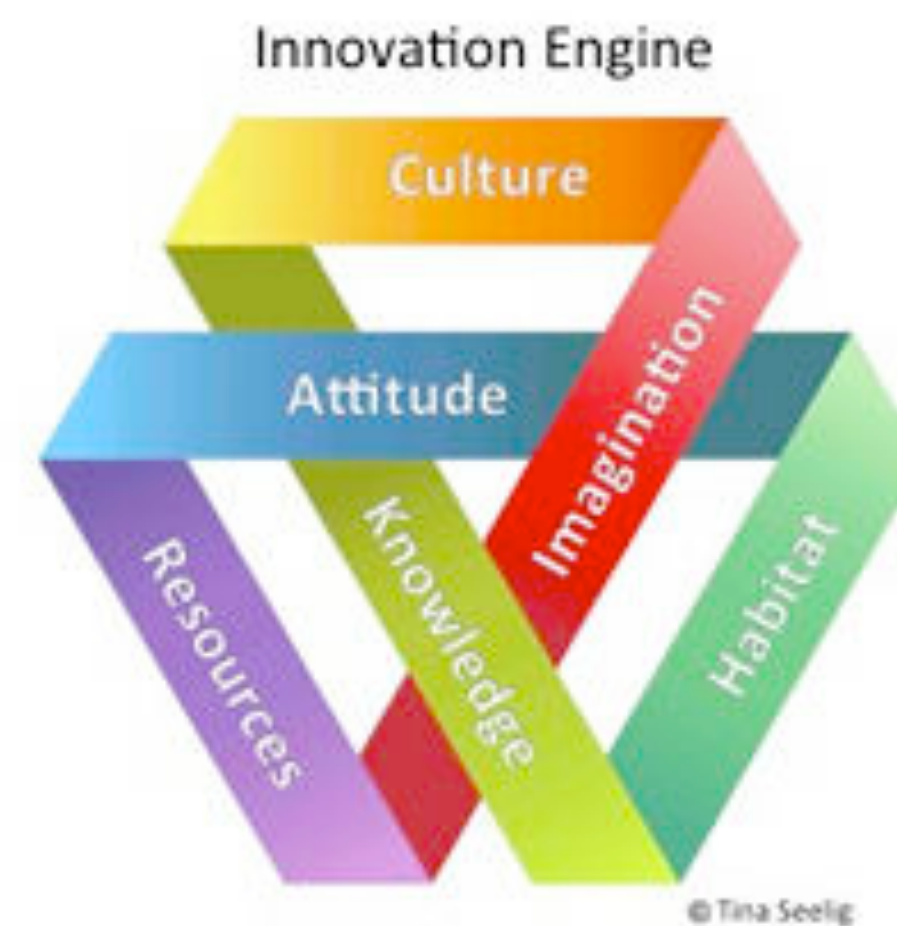 Innovation Engine
Culture
Attitude
Imagination
Knowledge
Resources
Habitat
© Tina Seelig